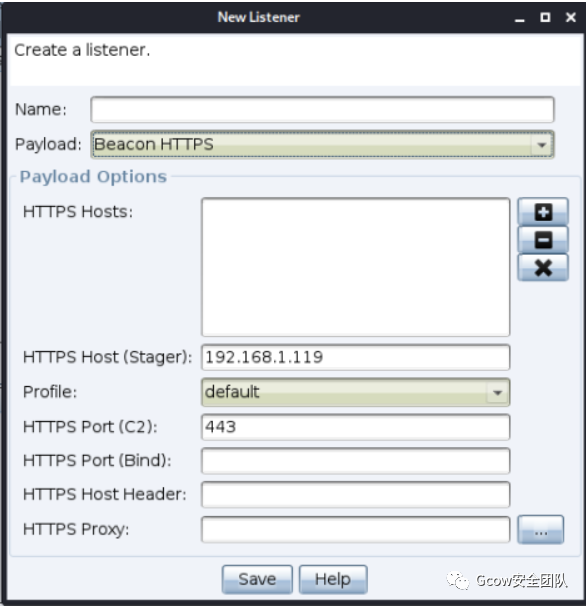 New Listener
Create a listener.
Name:
Payload: Beacon HTTPS
Payload Options
HTTPS Hosts:
HTTPS Host (Stager): 192.168.1.119
Profile: default
HTTPS Port (C2): 443
HTTPS Port (Bind):
HTTPS Host Header:
HTTPS Proxy: ...
Save Help
Gcow安全团队